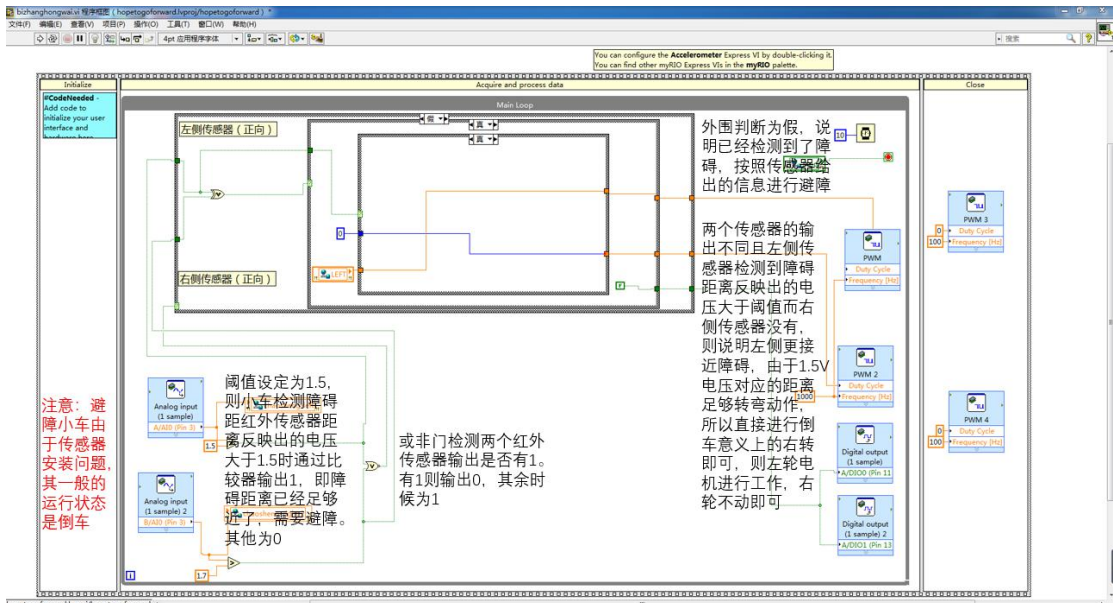 bizhanghongwai.vi 程序框图 ( hopetogoforward.lvproj/hopetogoforward ) *
文件(F) 编辑(E) 查看(V) 项目(P) 操作(O) 工具(T) 窗口(W) 帮助(H)
4pt 应用程序字体
搜索
You can configure the Accelerometer Express VI by double-clicking it.
You can find other myRIO Express VIs in the myRIO palette.
Initialize
Acquire and process data
Close
#CodeNeeded -
Add code to
initialize your user
interface and
Main Loop
假
真
真
左侧传感器 ( 正向 )
右侧传感器 ( 正向 )
0
LEFT
F
外围判断为假，说
明已经检测到了障
碍，按照传感器给
出的信息进行避障
10
两个传感器的输
出不同且左侧传
感器检测到障碍
距离反映出的电
压大于阈值而右
侧传感器没有，
则说明左侧更接
近障碍，由于1.5V
电压对应的距离
足够转弯动作，
所以直接进行倒
车意义上的右转
即可，则左轮电
机进行工作，右
轮不动即可
1000
PWM
Duty Cycle
Frequency [Hz]
PWM 2
Duty Cycle
Frequency [Hz]
Digital output
(1 sample)
A/DIO0 (Pin 11
Digital output
(1 sample) 2
A/DIO1 (Pin 13
PWM 3
0
Duty Cycle
100
Frequency [Hz]
PWM 4
0
Duty Cycle
100
Frequency [Hz]
注意：避
障小车由
于传感器
安装问题，
其一般的
运行状态
是倒车
Analog input
(1 sample)
A/AI0 (Pin 3)
1.5
Analog input
(1 sample) 2
B/AI0 (Pin 3)
1.7
阈值设定为1.5，
则小车检测障碍
距红外传感器距
离反映出的电压
大于1.5时通过比
较器输出1，即障
碍距离已经足够
近了，需要避障。
其他为0
或非门检测两个红外
传感器输出是否有1。
有1则输出0，其余时
候为1
i